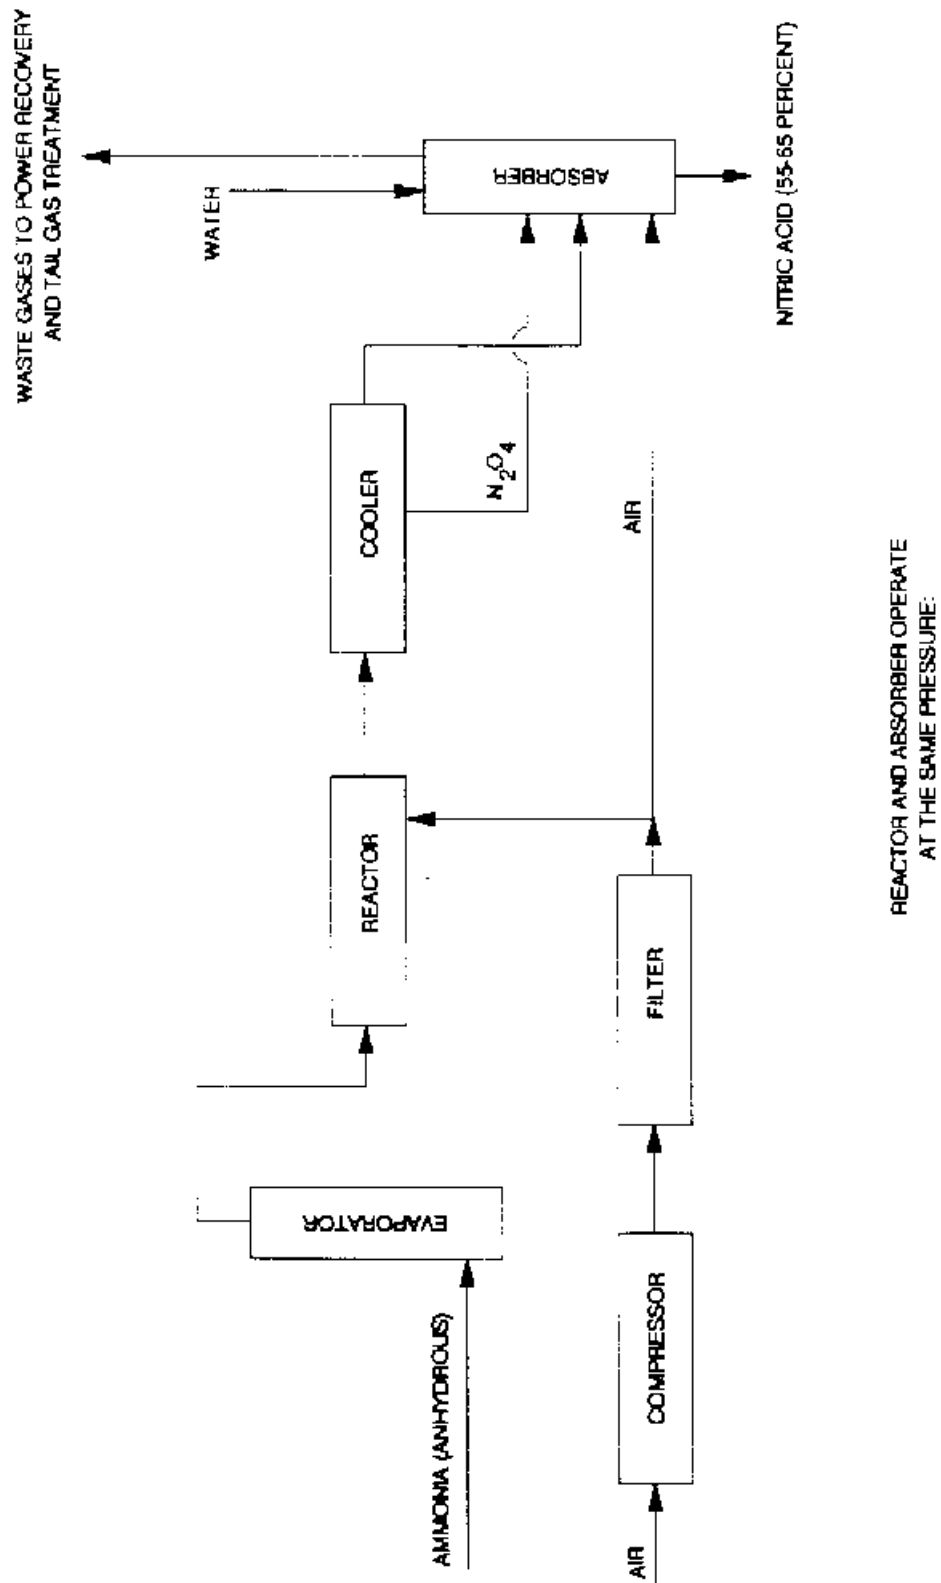 WASTE GASES TO POWER RECOVERY
AND TAIL GAS TREATMENT
WATER
ABSORBER
NITRIC ACID (55-65 PERCENT)
COOLER
N2O4
AIR
REACTOR
FILTER
EVAPORATOR
AMMONIA (ANHYDROUS)
COMPRESSOR
AIR
REACTOR AND ABSORBER OPERATE
AT THE SAME PRESSURE: